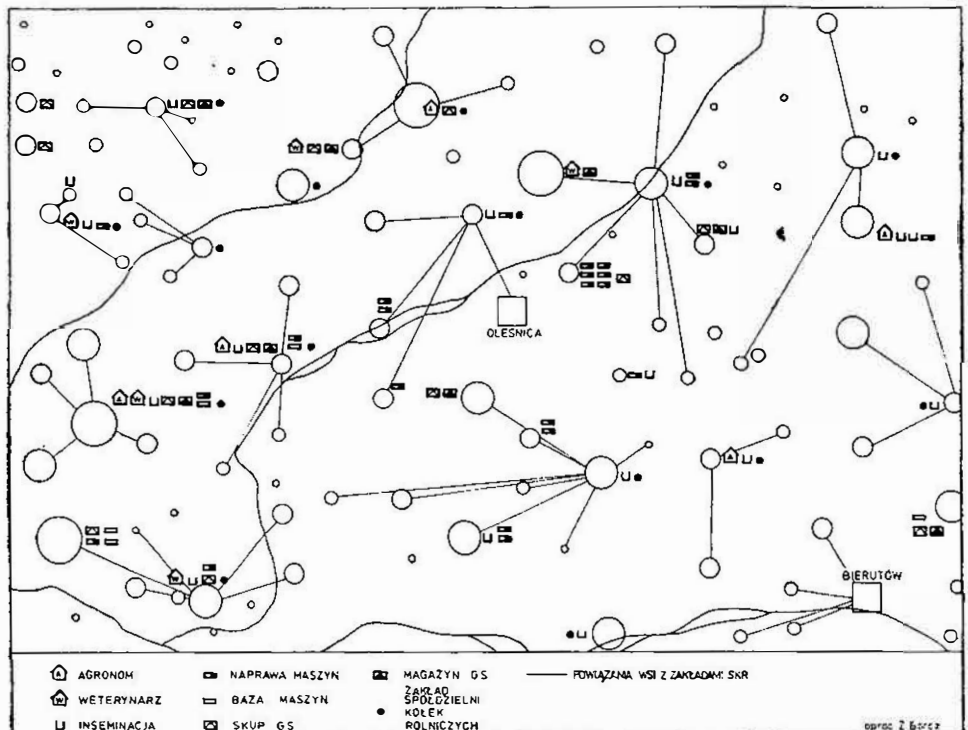 OLEŚNICA
BIERUTÓW
A AGRONOM
W WETERYNARZ
INSEMINACJA
NAPRAWA MASZYN
BAZA MASZYN
SKUP GS
MAGAZYN GS
ZAKŁAD
SPÓŁDZIELNI
KÓŁEK
ROLNICZYCH
POWIĄZANIA WSI Z ZAKŁADAMI SKR
oprac Z Borcz